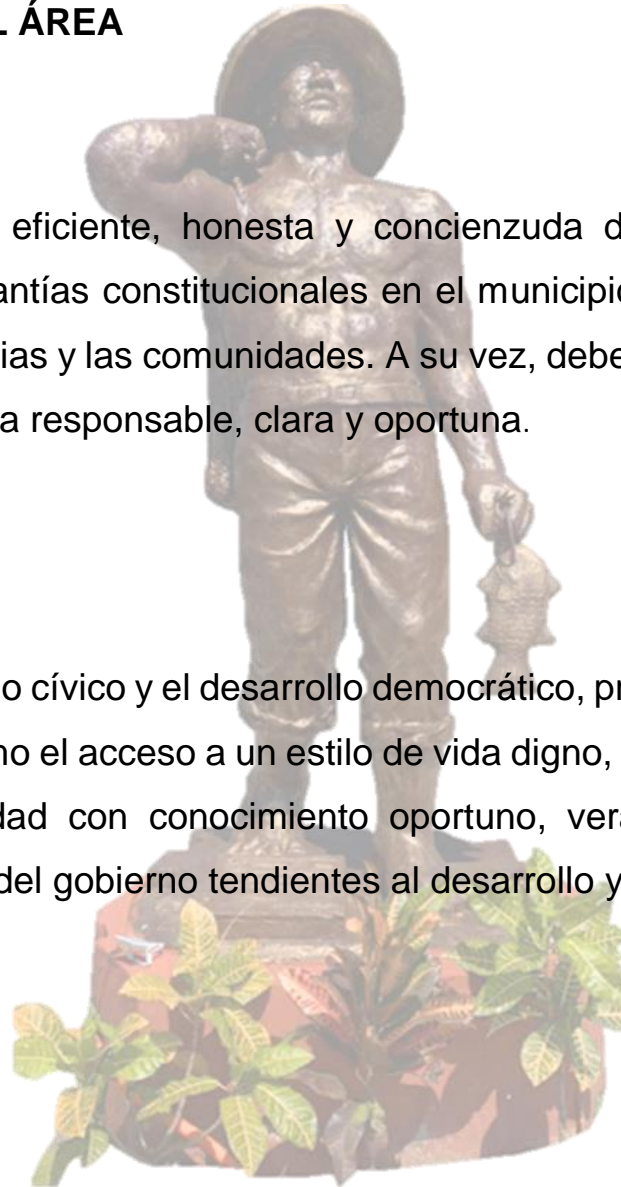 L ÁREA
eficiente, honesta y concienzuda d
antías constitucionales en el municipio
ias y las comunidades. A su vez, debe
a responsable, clara y oportuna.
o cívico y el desarrollo democrático, pr
no el acceso a un estilo de vida digno,
dad con conocimiento oportuno, vera
del gobierno tendientes al desarrollo y